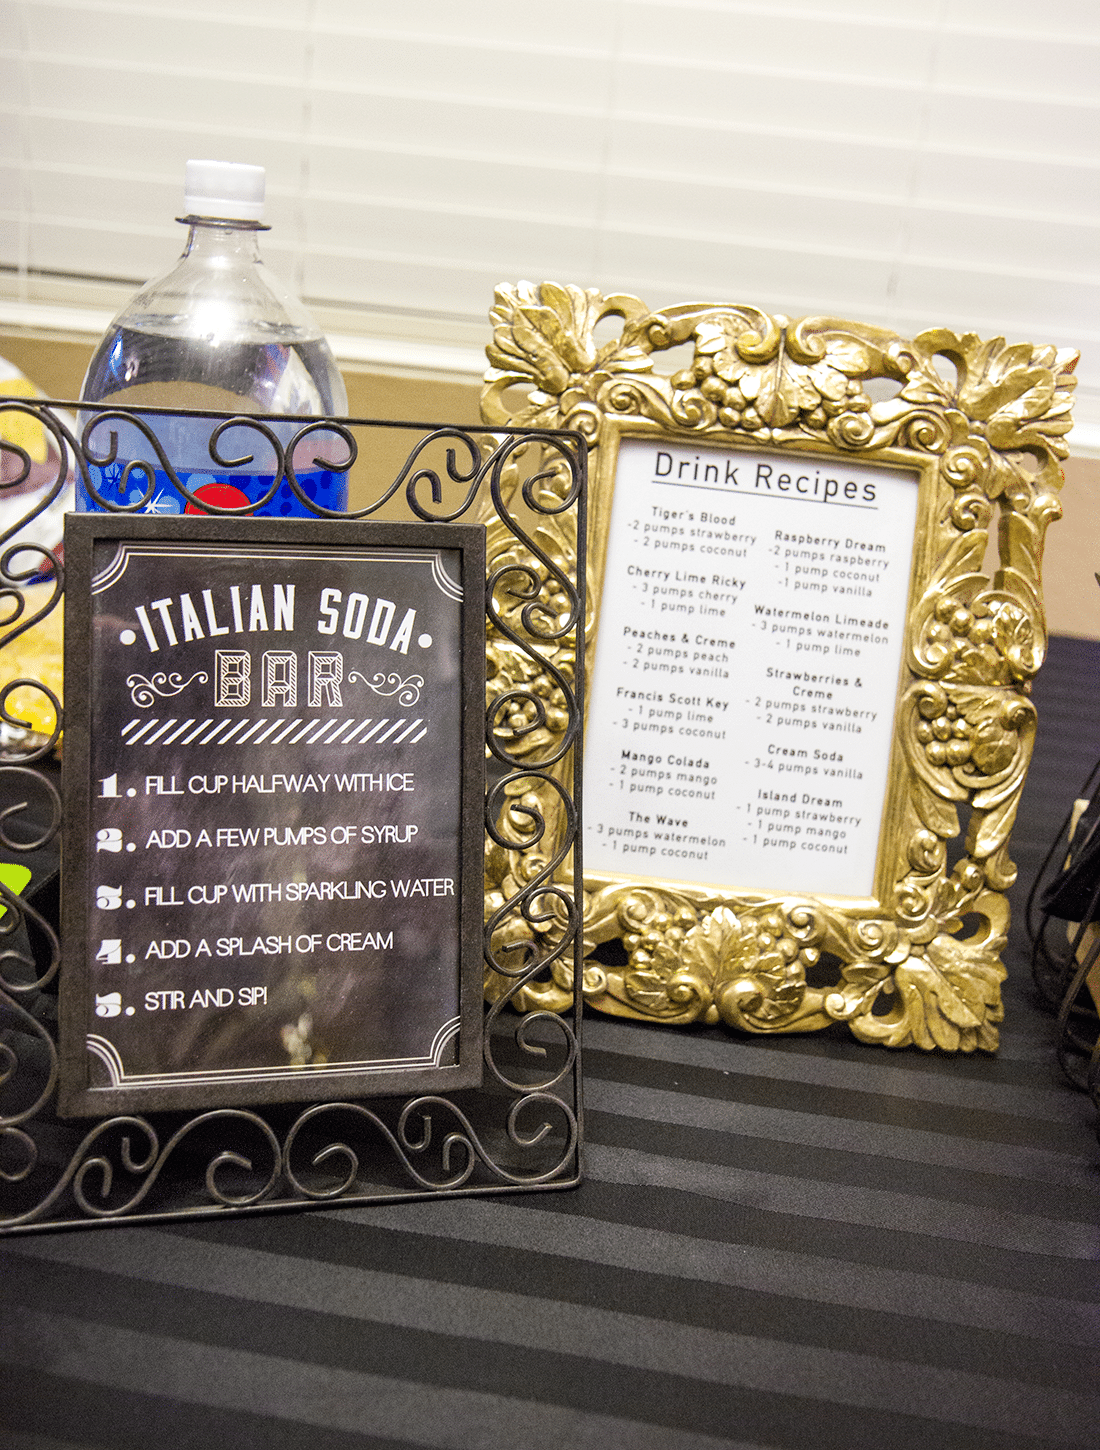 ITALIAN SODA
BAR
1. FILL CUP HALFWAY WITH ICE
2. ADD A FEW PUMPS OF SYRUP
3. FILL CUP WITH SPARKLING WATER
4. ADD A SPLASH OF CREAM
5. STIR AND SIP!
Drink Recipes
Tiger's Blood
-2 pumps strawberry
- 2 pumps coconut
Cherry Lime Ricky
- 3 pumps cherry
- 1 pump lime
Peaches & Creme
- 2 pumps peach
- 2 pumps vanilla
Francis Scott Key
- 1 pump lime
- 3 pumps coconut
Mango Colada
- 2 pumps mango
- 1 pump coconut
The Wave
- 3 pumps watermelon
- 1 pump coconut
Raspberry Dream
-2 pumps raspberry
- 1 pump coconut
-1 pump vanilla
Watermelon Limeade
- 3 pumps watermelon
- 1 pump lime
Strawberries &
Creme
- 2 pumps strawberry
- 2 pumps vanilla
Cream Soda
- 3-4 pumps vanilla
Island Dream
- 1 pump strawberry
- 1 pump mango
- 1 pump coconut